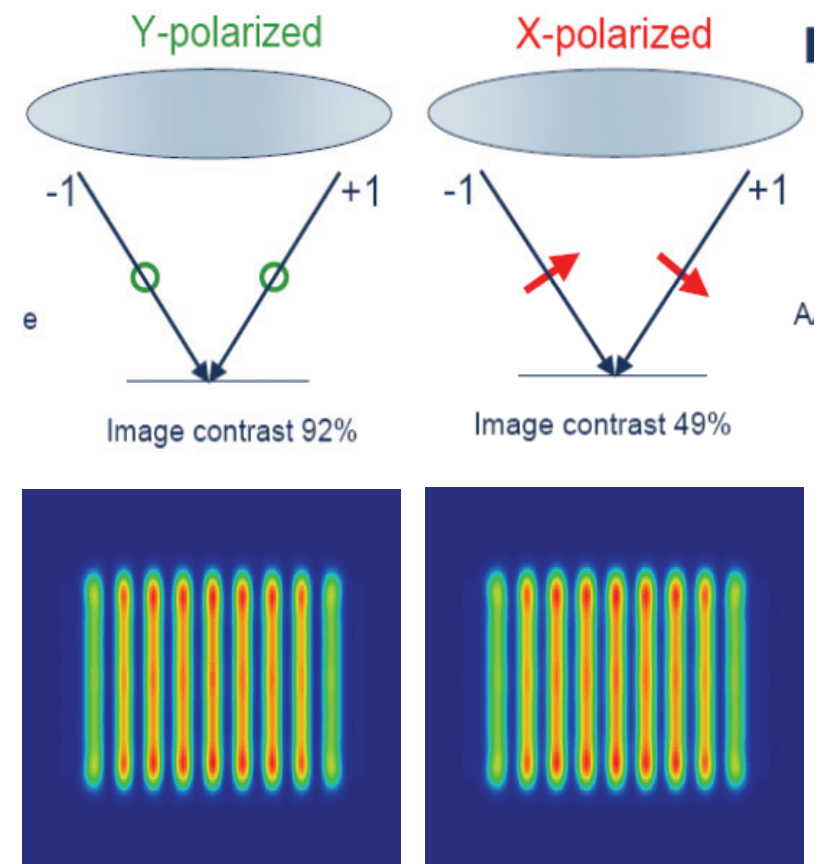 Y-polarized X-polarized
-1 +1 -1 +1
e
Image contrast 92% Image contrast 49%